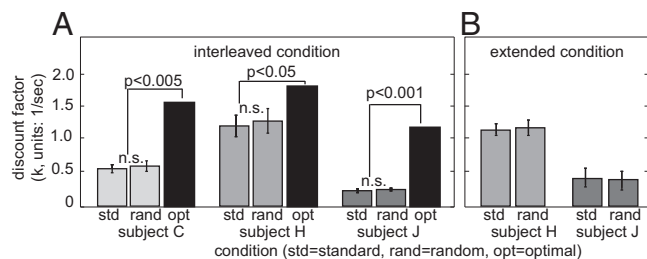 A
B
interleaved condition
extended condition
discount factor
(k, units: 1/sec)
2.0
1.5
1.0
0.5
0
p<0.005
p<0.05
p<0.001
n.s.
n.s.
n.s.
std rand opt std rand opt std rand opt std rand std rand
subject C subject H subject J subject H subject J
condition (std=standard, rand=random, opt=optimal)